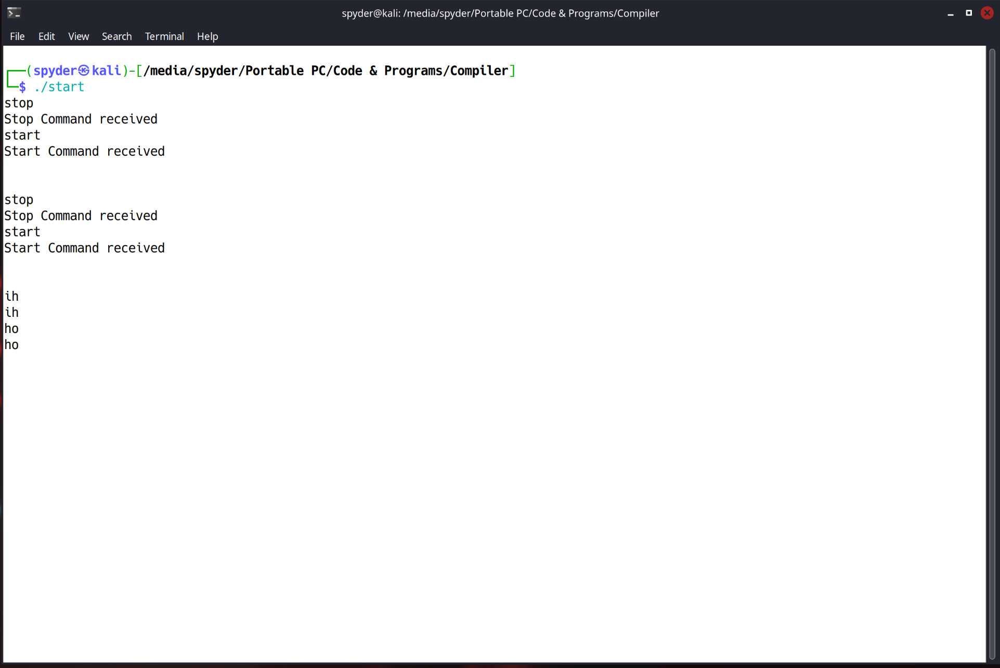 spyder@kali: /media/spyder/Portable PC/Code & Programs/Compiler
File Edit View Search Terminal Help
┌──(spyder㉿kali)-[/media/spyder/Portable PC/Code & Programs/Compiler]
└─$ ./start
stop
Stop Command received
start
Start Command received
stop
Stop Command received
start
Start Command received
ih
ih
ho
ho